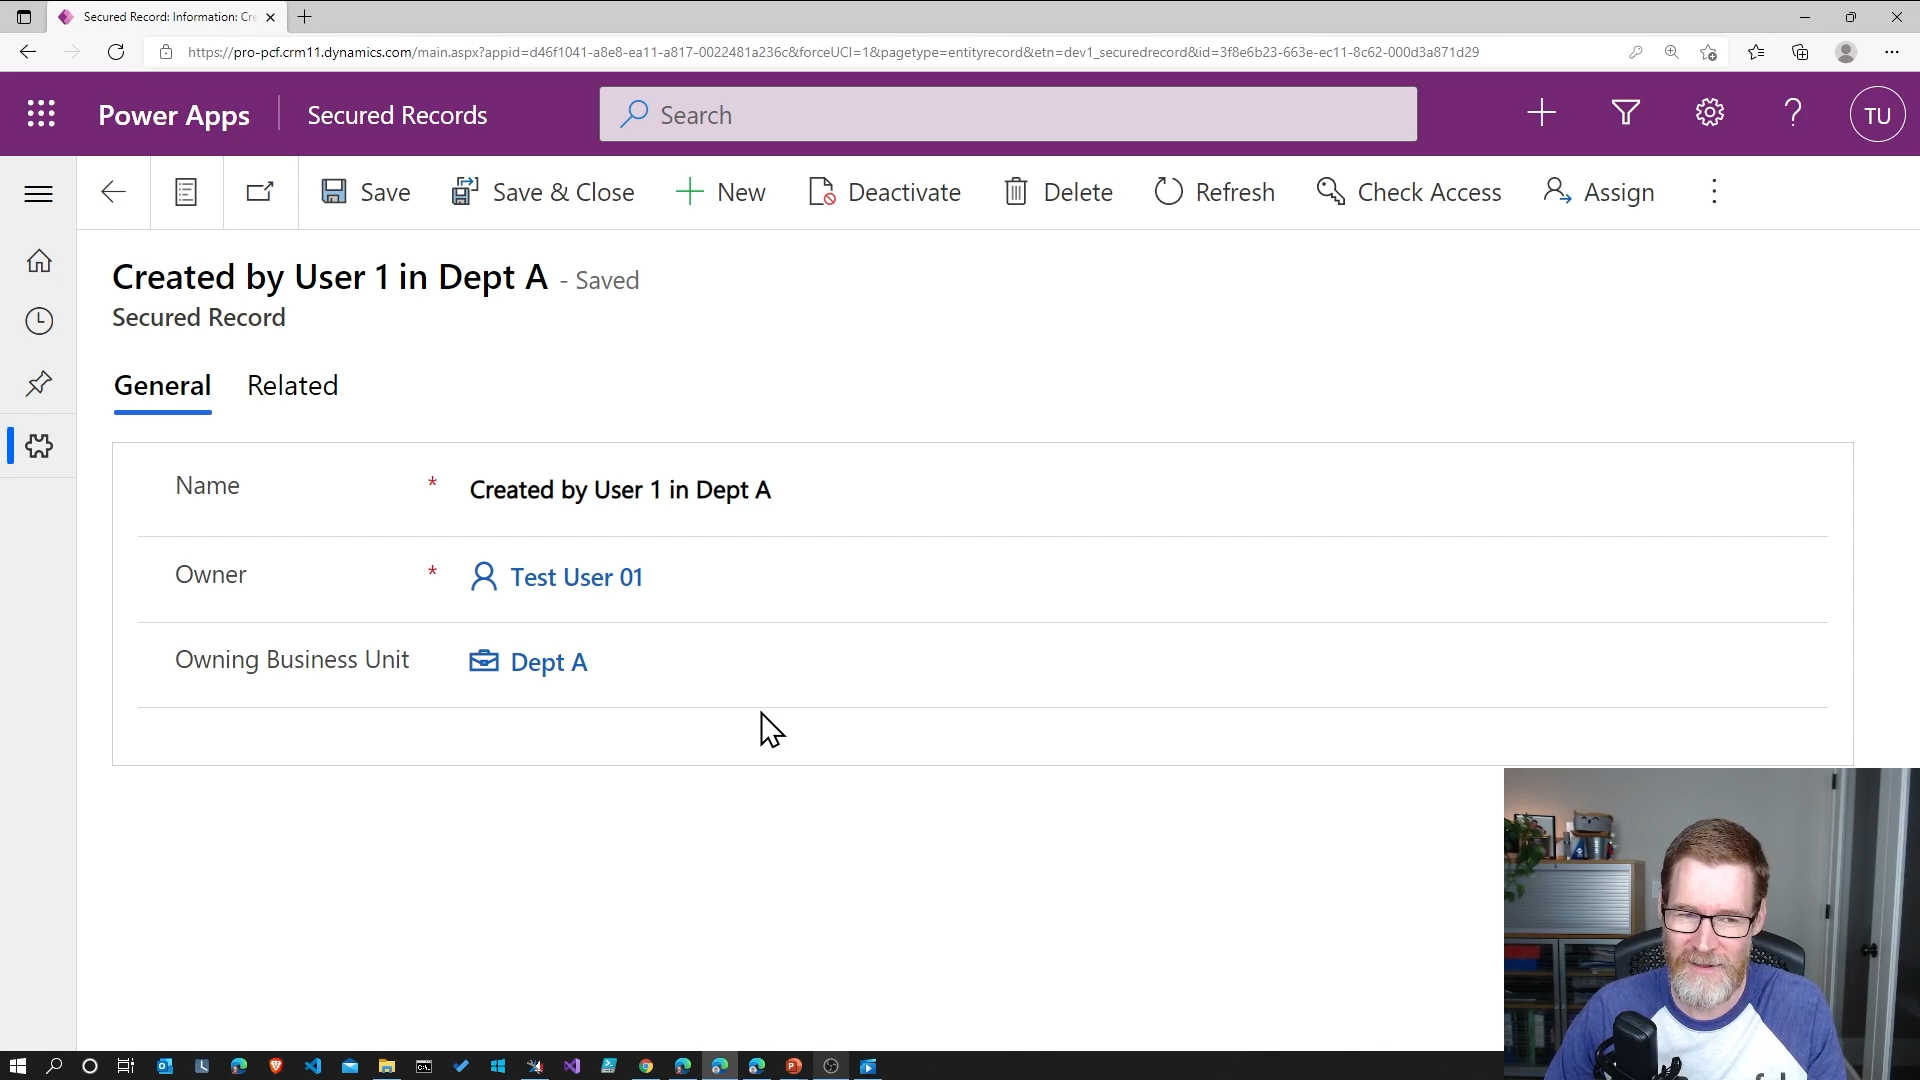 Secured Record: Information: Cre
https://pro-pcf.crm11.dynamics.com/main.aspx?appid=d46f1041-a8e8-ea11-a817-0022481a236c&forceUCI=1&pagetype=entityrecord&etn=dev1_securedrecord&id=3f8e6b23-663e-ec11-8c62-000d3a871d29
Power Apps Secured Records Search ? TU
Save Save & Close New Deactivate Delete Refresh Check Access Assign
Created by User 1 in Dept A - Saved
Secured Record
General Related
Name * Created by User 1 in Dept A
Owner * Test User 01
Owning Business Unit Dept A